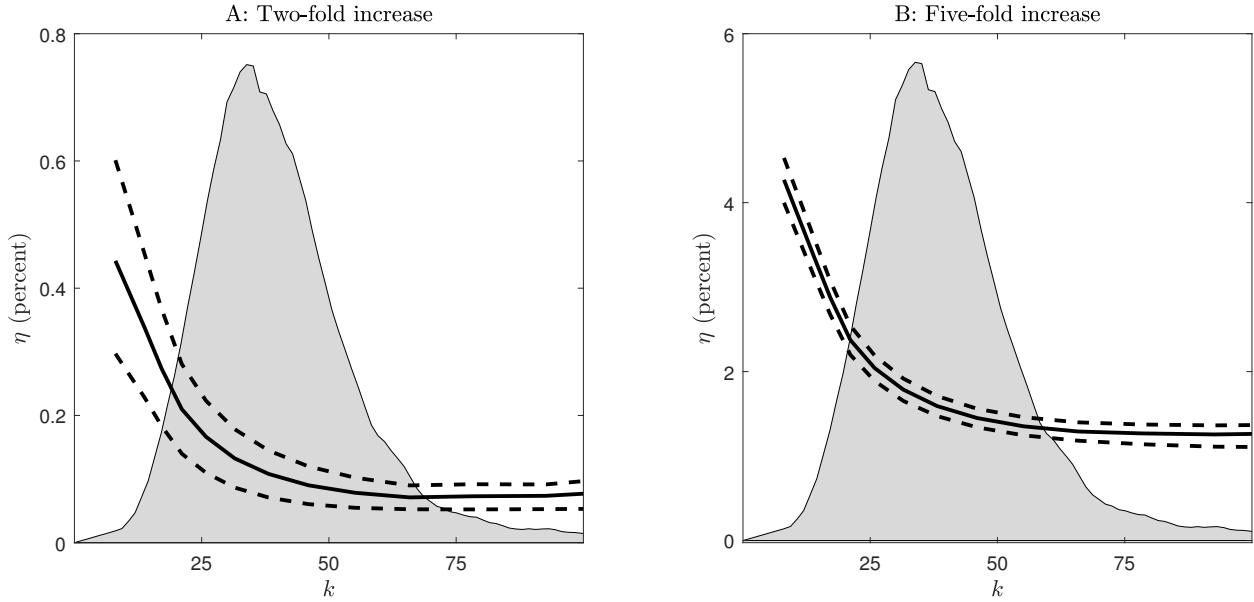 A: Two-fold increase
0.8
0.6
0.4
0.2
0
η (percent)
25
50
75
k
B: Five-fold increase
6
4
2
0
η (percent)
25
50
75
k